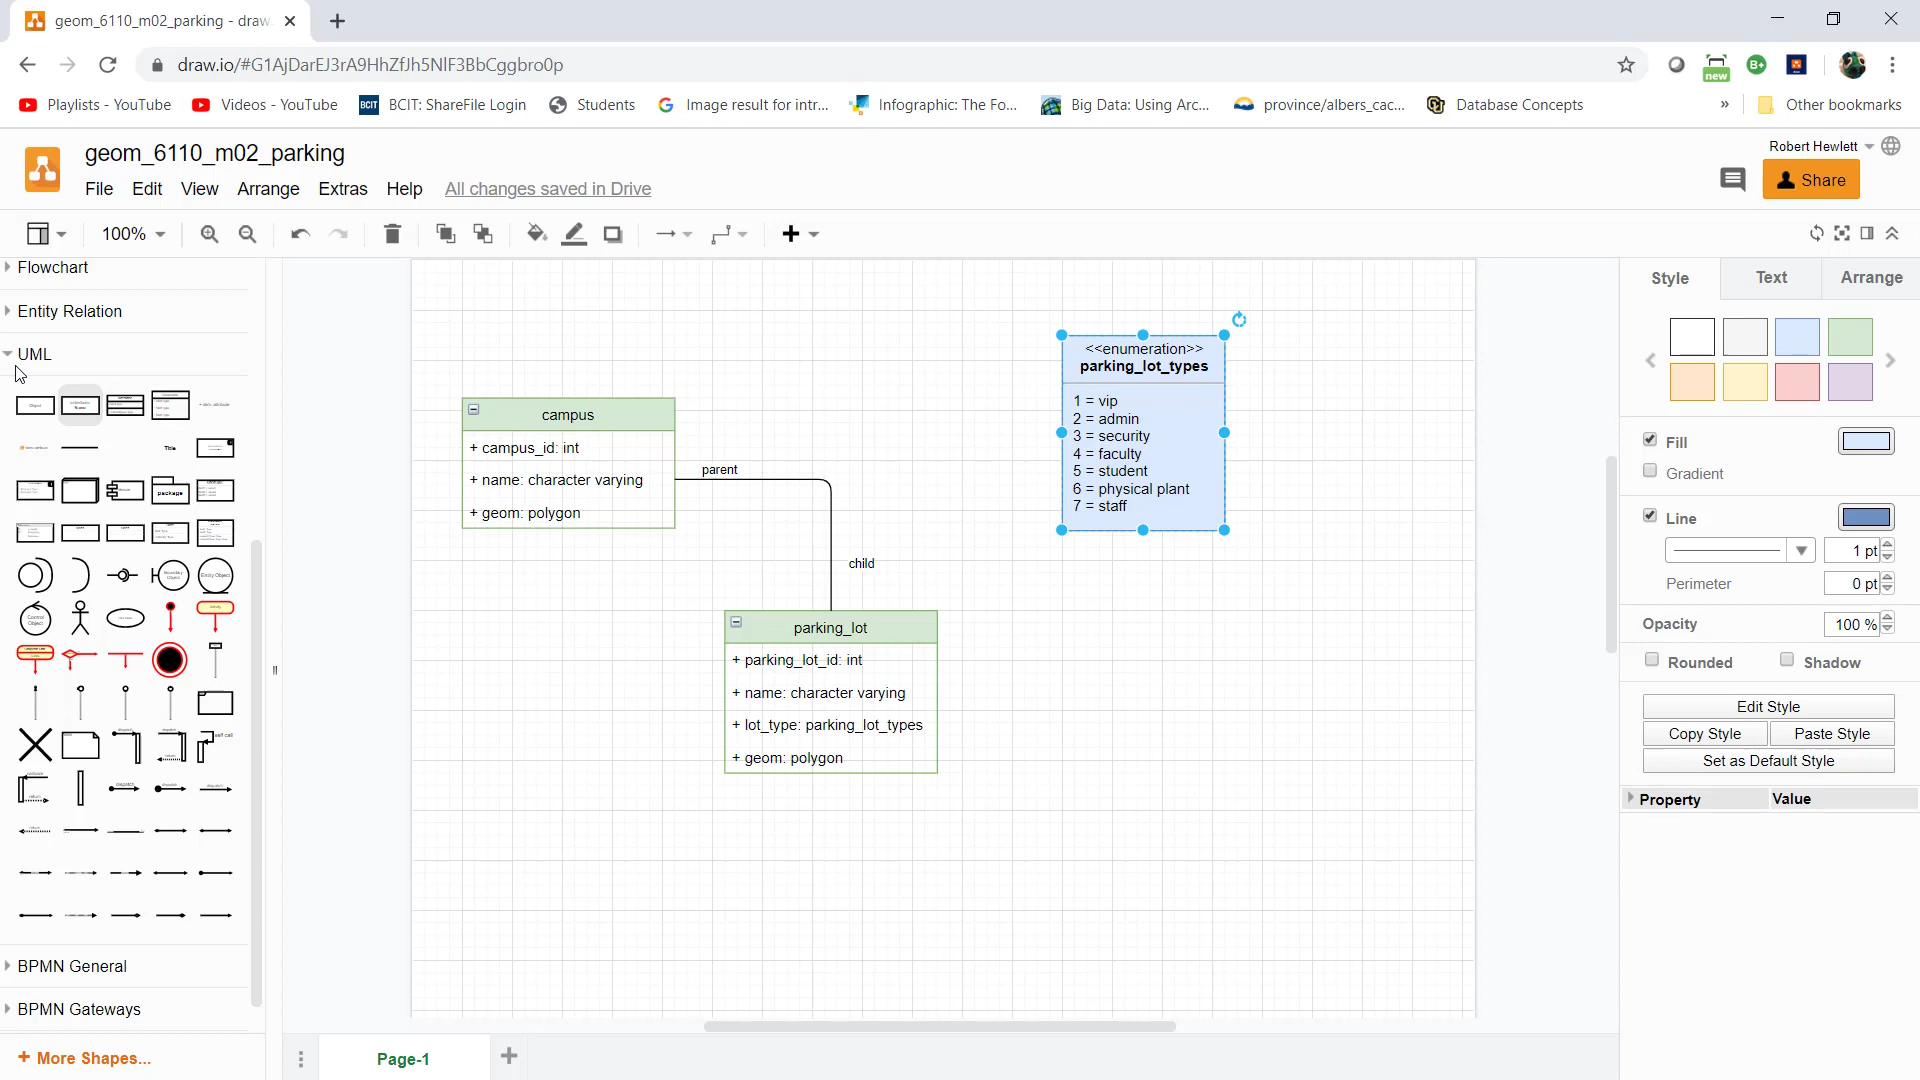 geom_6110_m02_parking - draw.
draw.io/#G1AjDarEJ3rA9HhZfJh5NlF3BbCggbro0p
new
B+
Playlists - YouTube
Videos - YouTube
BCIT
BCIT: ShareFile Login
Students
Image result for intr...
Infographic: The Fo...
Big Data: Using Arc...
province/albers_cac...
Database Concepts
»
Other bookmarks
geom_6110_m02_parking
Robert Hewlett
File Edit View Arrange Extras Help All changes saved in Drive
Share
100%
Flowchart
Entity Relation
UML
Title
package
BPMN General
BPMN Gateways
+ More Shapes...
campus
+ campus_id: int
+ name: character varying
+ geom: polygon
parent
child
parking_lot
+ parking_lot_id: int
+ name: character varying
+ lot_type: parking_lot_types
+ geom: polygon
<<enumeration>>
parking_lot_types
1 = vip
2 = admin
3 = security
4 = faculty
5 = student
6 = physical plant
7 = staff
Page-1
Style Text Arrange
Fill
Gradient
Line
1 pt
Perimeter
0 pt
Opacity
100 %
Rounded
Shadow
Edit Style
Copy Style
Paste Style
Set as Default Style
Property
Value